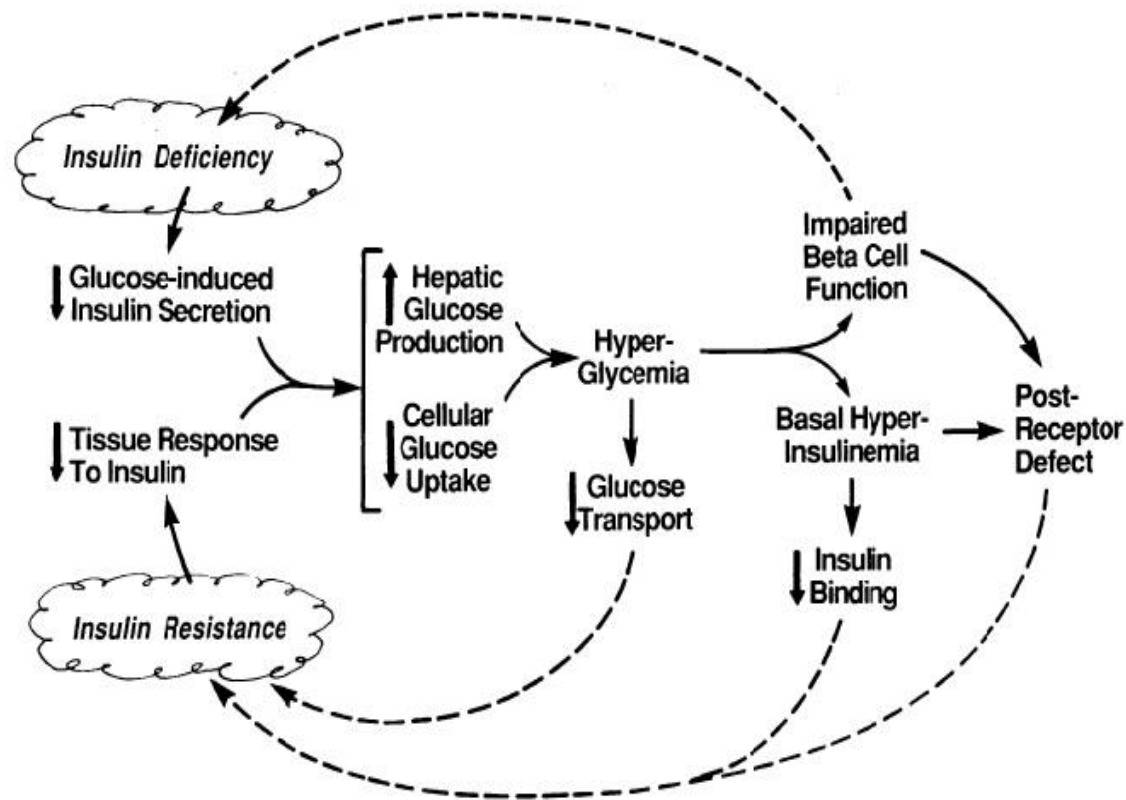 Insulin Deficiency
↓ Glucose-induced
Insulin Secretion
↓ Tissue Response
To Insulin
Insulin Resistance
↑ Hepatic
Glucose
Production
↓ Cellular
Glucose
Uptake
Hyper-
Glycemia
↓ Glucose
Transport
Impaired
Beta Cell
Function
Basal Hyper-
Insulinemia
↓ Insulin
Binding
Post-
Receptor
Defect